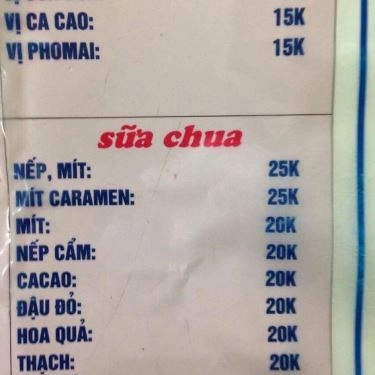 VỊ CA CAO: 15K
VỊ PHOMAI: 15K
sữa chua
NẾP, MÍT: 25K
MÍT CARAMEN: 25K
MÍT: 20K
NẾP CẨM: 20K
CACAO: 20K
ĐẬU ĐỎ: 20K
HOA QUẢ: 20K
THẠCH: 20K